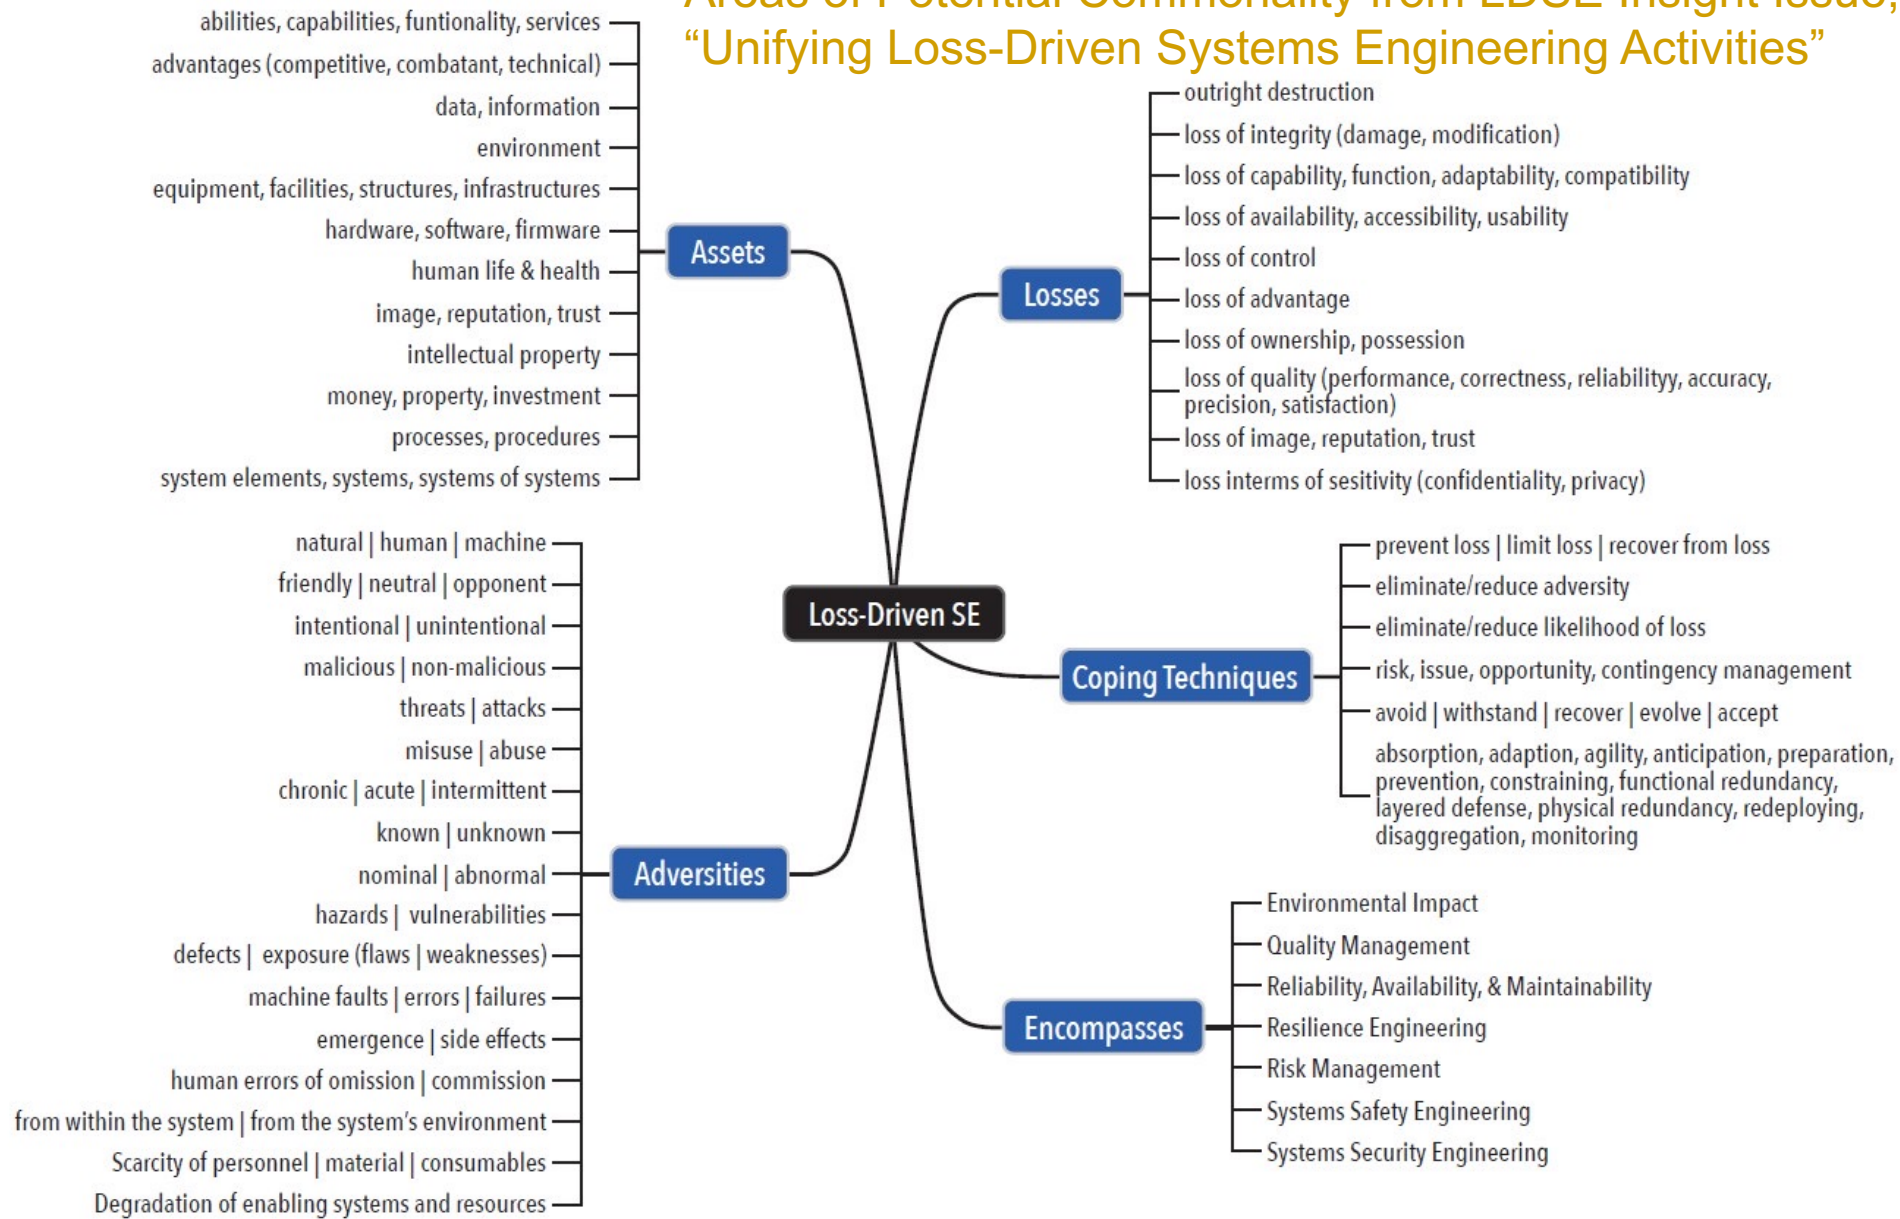 Areas of Potential Commonality from LDSE Insight Issue,
“Unifying Loss-Driven Systems Engineering Activities”
abilities, capabilities, funtionality, services
advantages (competitive, combatant, technical)
data, information
environment
equipment, facilities, structures, infrastructures
hardware, software, firmware
human life & health
image, reputation, trust
intellectual property
money, property, investment
processes, procedures
system elements, systems, systems of systems
Assets
Losses
outright destruction
loss of integrity (damage, modification)
loss of capability, function, adaptability, compatibility
loss of availability, accessibility, usability
loss of control
loss of advantage
loss of ownership, possession
loss of quality (performance, correctness, reliabilityy, accuracy,
precision, satisfaction)
loss of image, reputation, trust
loss interms of sesitivity (confidentiality, privacy)
Loss-Driven SE
natural | human | machine
friendly | neutral | opponent
intentional | unintentional
malicious | non-malicious
threats | attacks
misuse | abuse
chronic | acute | intermittent
known | unknown
nominal | abnormal
hazards | vulnerabilities
defects | exposure (flaws | weaknesses)
machine faults | errors | failures
emergence | side effects
human errors of omission | commission
from within the system | from the system’s environment
Scarcity of personnel | material | consumables
Degradation of enabling systems and resources
Adversities
Coping Techniques
prevent loss | limit loss | recover from loss
eliminate/reduce adversity
eliminate/reduce likelihood of loss
risk, issue, opportunity, contingency management
avoid | withstand | recover | evolve | accept
absorption, adaption, agility, anticipation, preparation,
prevention, constraining, functional redundancy,
layered defense, physical redundancy, redeploying,
disaggregation, monitoring
Encompasses
Environmental Impact
Quality Management
Reliability, Availability, & Maintainability
Resilience Engineering
Risk Management
Systems Safety Engineering
Systems Security Engineering